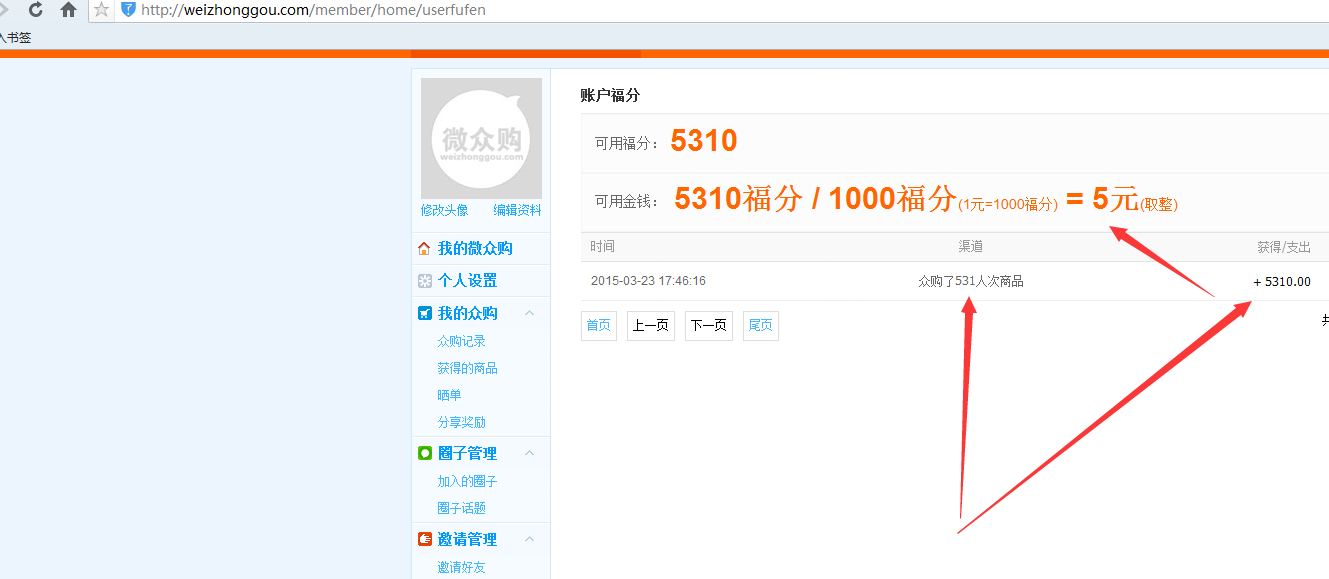 http://weizhonggou.com/member/home/userfufen
入书签
微众购
weizhonggou.com
修改头像 编辑资料
我的微众购
个人设置
我的众购
众购记录
获得的商品
晒单
分享奖励
圈子管理
加入的圈子
圈子话题
邀请管理
邀请好友
账户福分
可用福分： 5310
可用金钱： 5310福分 / 1000福分(1元=1000福分) = 5元(取整)
时间 渠道 获得/支出
2015-03-23 17:46:16 众购了531人次商品 + 5310.00
首页 上一页 下一页 尾页